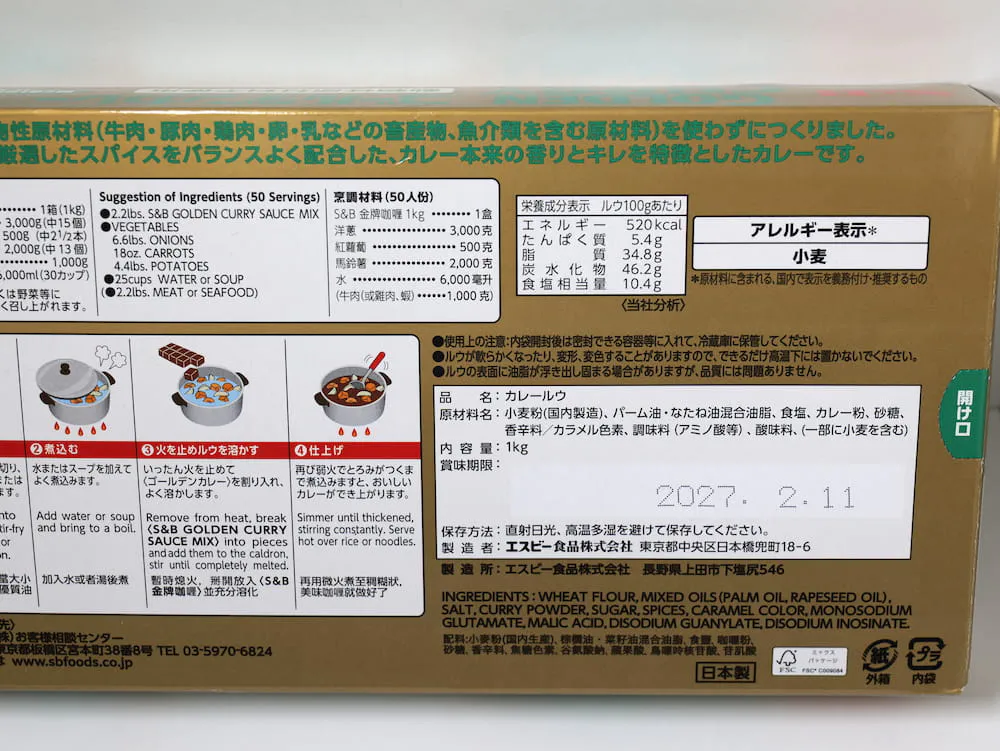 性原材料(牛肉・豚肉・鶏肉・卵・乳などの畜産物、魚介類を含む原材料)を使わずにつくりました。
厳選したスパイスをバランスよく配合した、カレー本来の香りとキレを特徴としたカレーです。
1箱(1kg)
3,000g(中15個)
500g(中2½本)
2,000g(中13個)
1,000g
6,000ml(30カップ)
くは野菜等に
く召し上がれます。
Suggestion of Ingredients (50 Servings)
●2.2lbs. S&B GOLDEN CURRY SAUCE MIX
●VEGETABLES
6.6lbs. ONIONS
18oz. CARROTS
4.4lbs. POTATOES
●25cups WATER or SOUP
(●2.2lbs. MEAT or SEAFOOD)
烹調材料(50人份)
S&B 金牌咖喱 1kg ········ 1盒
洋蔥 ········ 3,000克
紅蘿蔔 ········ 500克
馬鈴薯 ········ 2,000克
水 ········ 6,000毫升
(牛肉(或雞肉、蝦) ······1,000克)
栄養成分表示 ルウ100gあたり
エネルギー 520kcal
たんぱく質 5.4g
脂質 34.8g
炭水化物 46.2g
食塩相当量 10.4g
〈当社分析〉
アレルギー表示*
小麦
*原材料に含まれる、国内で表示を義務付け・推奨するもの
●使用上の注意:内袋開封後は密封できる容器等に入れて、冷蔵庫に保管してください。
●ルウが軟らかくなったり、変形、変色することがありますので、できるだけ高温下には置かないでください。
●ルウの表面に油脂が浮き出し固まる場合がありますが、品質には問題ありません。
開け口
品名:カレールウ
原材料名:小麦粉(国内製造)、パーム油・なたね油混合油脂、食塩、カレー粉、砂糖、
香辛料/カラメル色素、調味料(アミノ酸等)、酸味料、(一部に小麦を含む)
内容量:1kg
賞味期限:
2027. 2.11
保存方法:直射日光、高温多湿を避けて保存してください。
製造者:エスビー食品株式会社 東京都中央区日本橋兜町18-6
製造所:エスビー食品株式会社 長野県上田市下塩尻546
❷煮込む
❸火を止めルウを溶かす
❹仕上げ
切り、
たは
ます。
水またはスープを加えて
よく煮込みます。
いったん火を止めて
〈ゴールデンカレー〉を割り入れ、
よく溶かします。
再び弱火でとろみがつくま
で煮込みますと、おいしい
カレーができ上がります。
nto
tir-fry
or
n.
Add water or soup
and bring to a boil.
Remove from heat, break
〈S&B GOLDEN CURRY
SAUCE MIX〉 into pieces
and add them to the caldron,
stir until completely melted.
Simmer until thickened,
stirring constantly. Serve
hot over rice or noodles.
當大小
優質油
加入水或者湯後煮
暫時熄火，掰開放入〈S&B
金牌咖喱〉並充分溶化
再用微火煮至稠糊狀，
美味咖喱就做好了
INGREDIENTS : WHEAT FLOUR, MIXED OILS (PALM OIL, RAPESEED OIL),
SALT, CURRY POWDER, SUGAR, SPICES, CARAMEL COLOR, MONOSODIUM
GLUTAMATE, MALIC ACID, DISODIUM GUANYLATE, DISODIUM INOSINATE.
配料:小麥粉(国内生産)、棕櫚油・菜籽油混合油脂、食鹽、咖喱粉、
砂糖、香辛料、焦糖色素、谷氨酸鈉、蘋果酸、鳥嘌呤核苷酸、苷肌酸
先〉
(株)お客様相談センター
東京都板橋区宮本町38番8号 TEL 03-5970-6824
は www.sbfoods.co.jp
日本製
FSC
ミックス
パッケージ
FSC® C009084
紙
外箱
プラ
内袋